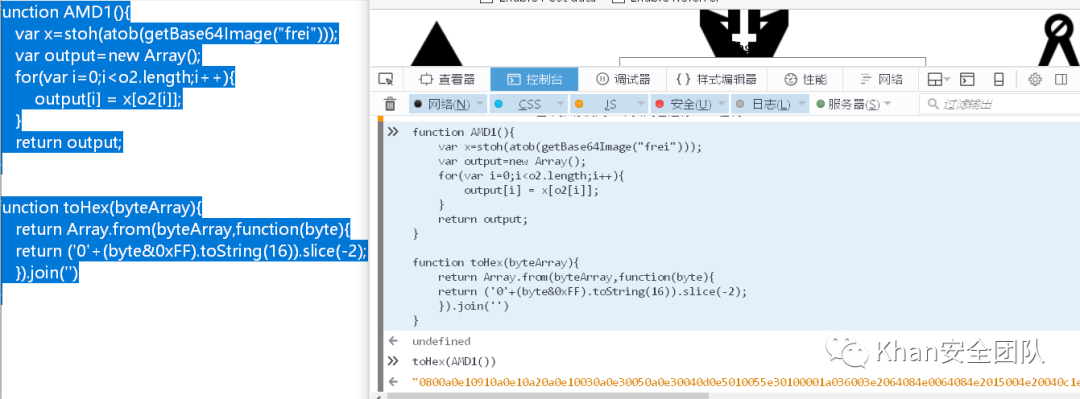 function AMD1(){
var x=stoh(atob(getBase64Image("frei")));
var output=new Array();
for(var i=0;i<o2.length;i++){
output[i] = x[o2[i]];
}
return output;
function toHex(byteArray){
return Array.from(byteArray,function(byte){
return ('0'+(byte&0xFF).toString(16)).slice(-2);
}).join('')
查看器 控制台 调试器 { } 样式编辑器 性能 网络
网络(N) CSS JS 安全(U) 日志(L) 服务器(S) 过滤输出
function AMD1(){
var x=stoh(atob(getBase64Image("frei")));
var output=new Array();
for(var i=0;i<o2.length;i++){
output[i] = x[o2[i]];
}
return output;
}
function toHex(byteArray){
return Array.from(byteArray,function(byte){
return ('0'+(byte&0xFF).toString(16)).slice(-2);
}).join('')
}
undefined
toHex(AMD1())
"0800a0e10910a0e10a20a0e10030a0e30050a0e30040d0e5010055e30100001a036003e2064084e0064084e2015004e20040c1e
Khan安全团队